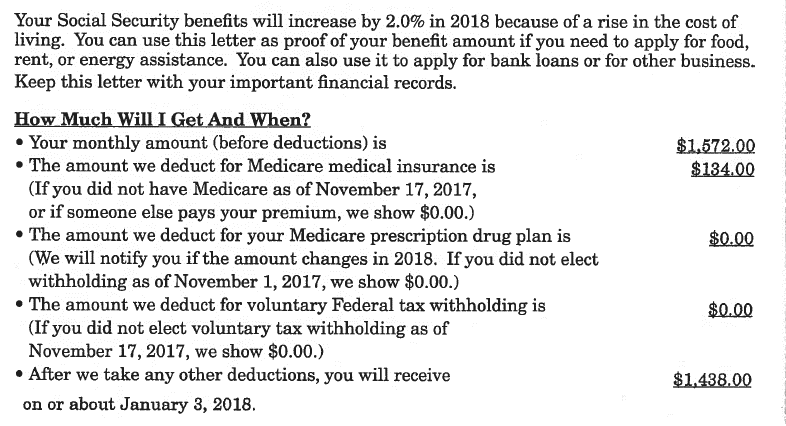 Your Social Security benefits will increase by 2.0% in 2018 because of a rise in the cost of
living. You can use this letter as proof of your benefit amount if you need to apply for food,
rent, or energy assistance. You can also use it to apply for bank loans or for other business.
Keep this letter with your important financial records.
How Much Will I Get And When?
• Your monthly amount (before deductions) is $1,572.00
• The amount we deduct for Medicare medical insurance is $134.00
(If you did not have Medicare as of November 17, 2017,
or if someone else pays your premium, we show $0.00.)
• The amount we deduct for your Medicare prescription drug plan is $0.00
(We will notify you if the amount changes in 2018. If you did not elect
withholding as of November 1, 2017, we show $0.00.)
• The amount we deduct for voluntary Federal tax withholding is $0.00
(If you did not elect voluntary tax withholding as of
November 17, 2017, we show $0.00.)
• After we take any other deductions, you will receive $1,438.00
on or about January 3, 2018.